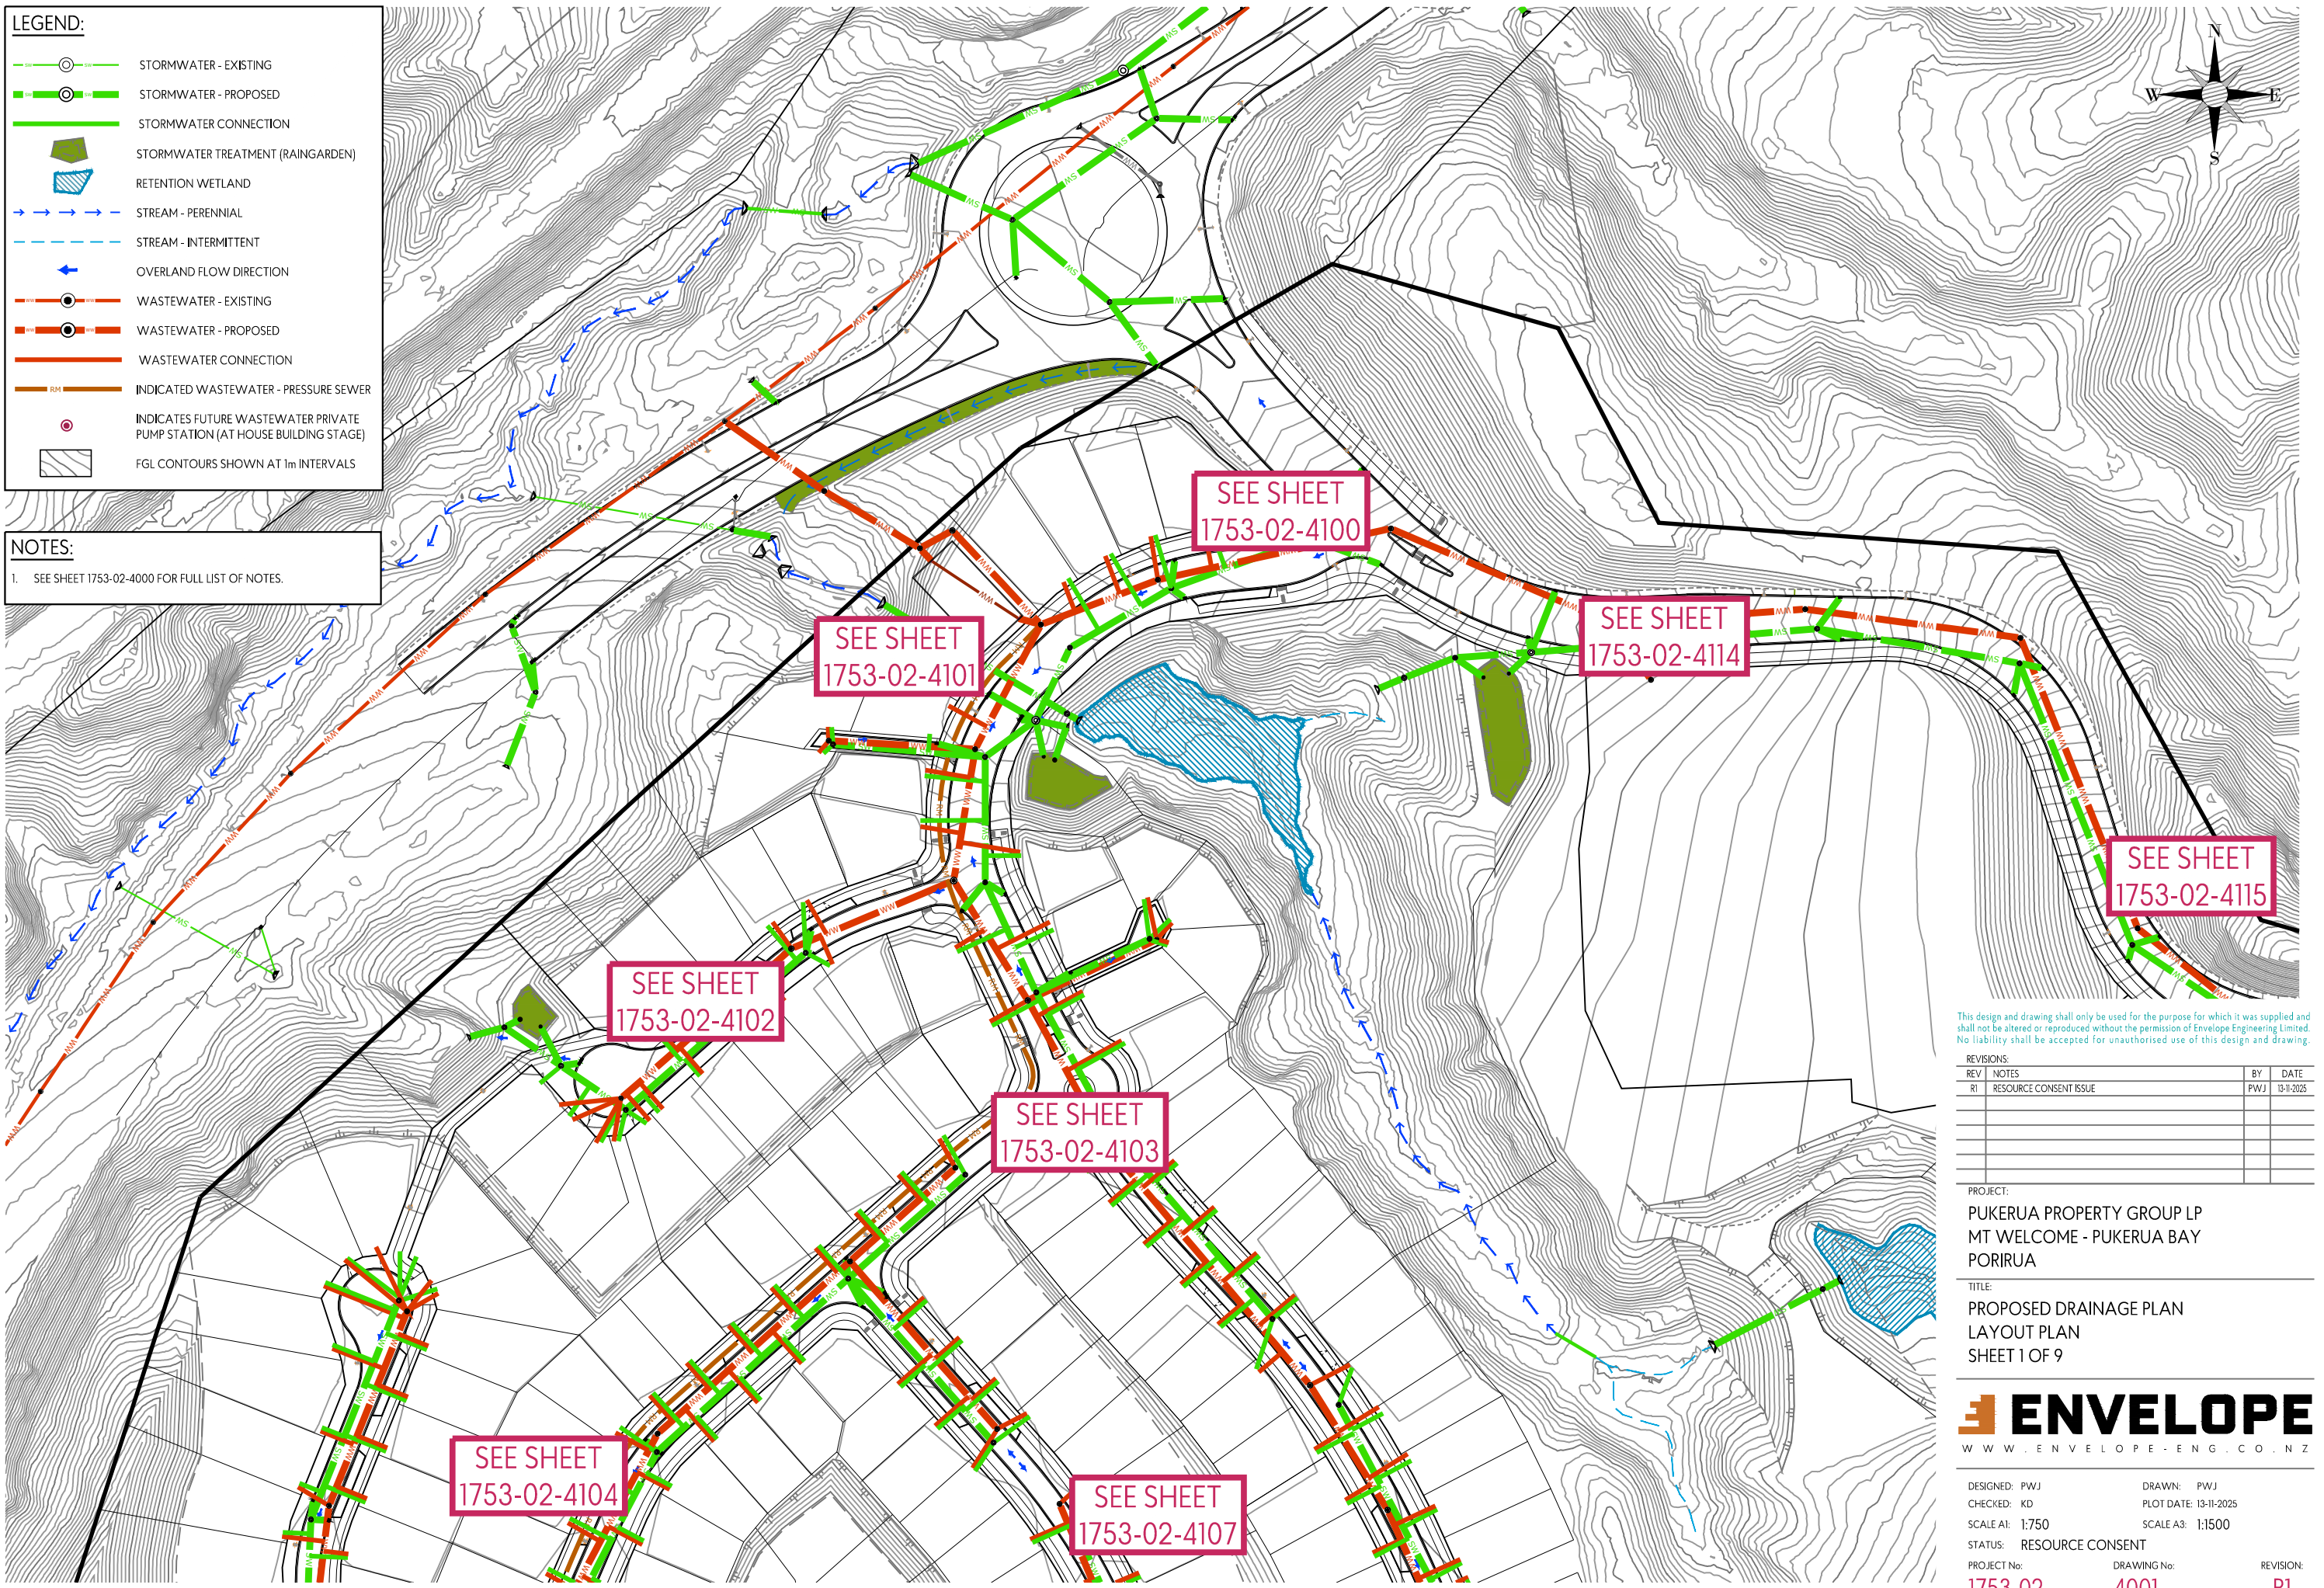 LEGEND:
STORMWATER - EXISTING
STORMWATER - PROPOSED
STORMWATER CONNECTION
STORMWATER TREATMENT (RAINGARDEN)
RETENTION WETLAND
STREAM - PERENNIAL
STREAM - INTERMITTENT
OVERLAND FLOW DIRECTION
WASTEWATER - EXISTING
WASTEWATER - PROPOSED
WASTEWATER CONNECTION
RM INDICATED WASTEWATER - PRESSURE SEWER
INDICATES FUTURE WASTEWATER PRIVATE
PUMP STATION (AT HOUSE BUILDING STAGE)
FGL CONTOURS SHOWN AT 1m INTERVALS
NOTES:
1. SEE SHEET 1753-02-4000 FOR FULL LIST OF NOTES.
N
W E
S
SEE SHEET
1753-02-4100
SEE SHEET
1753-02-4101
SEE SHEET
1753-02-4114
SEE SHEET
1753-02-4115
SEE SHEET
1753-02-4102
SEE SHEET
1753-02-4103
SEE SHEET
1753-02-4104
SEE SHEET
1753-02-4107
This design and drawing shall only be used for the purpose for which it was supplied and
shall not be altered or reproduced without the permission of Envelope Engineering Limited.
No liability shall be accepted for unauthorised use of this design and drawing.
REVISIONS:
REV NOTES BY DATE
R1 RESOURCE CONSENT ISSUE PWJ 13-11-2025
PROJECT:
PUKERUA PROPERTY GROUP LP
MT WELCOME - PUKERUA BAY
PORIRUA
TITLE:
PROPOSED DRAINAGE PLAN
LAYOUT PLAN
SHEET 1 OF 9
ENVELOPE
WWW.ENVELOPE-ENG.CO.NZ
DESIGNED: PWJ DRAWN: PWJ
CHECKED: KD PLOT DATE: 13-11-2025
SCALE A1: 1:750 SCALE A3: 1:1500
STATUS: RESOURCE CONSENT
PROJECT No: DRAWING No: REVISION:
1753-02 4001 R1